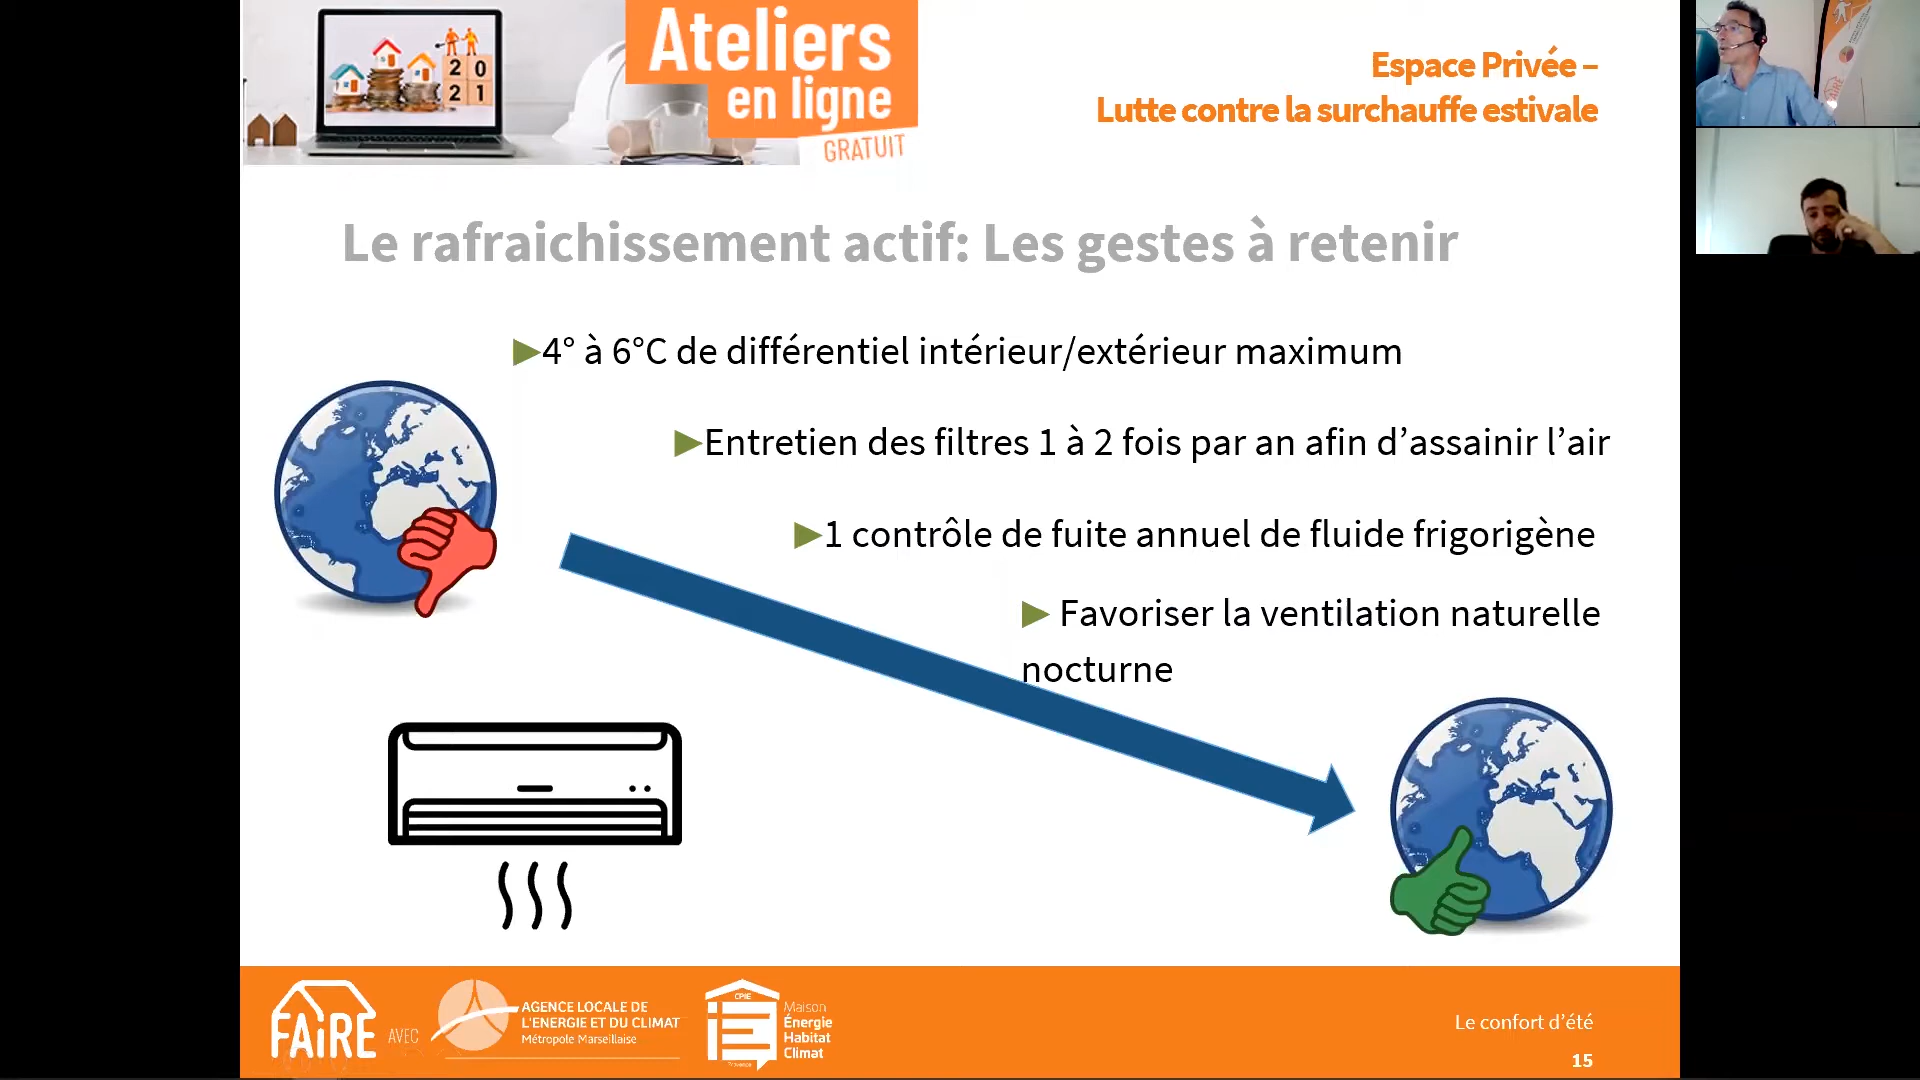 Ateliers
en ligne
GRATUIT
20
21
Espace Privée –
Lutte contre la surchauffe estivale
Le rafraichissement actif: Les gestes à retenir
►4° à 6°C de différentiel intérieur/extérieur maximum
►Entretien des filtres 1 à 2 fois par an afin d’assainir l’air
►1 contrôle de fuite annuel de fluide frigorigène
► Favoriser la ventilation naturelle
nocturne
FAiRE
AVEC
AGENCE LOCALE DE
L'ENERGIE ET DU CLIMAT
Métropole Marseillaise
CPIE
Maison
Énergie
Habitat
Climat
Le confort d’été
15